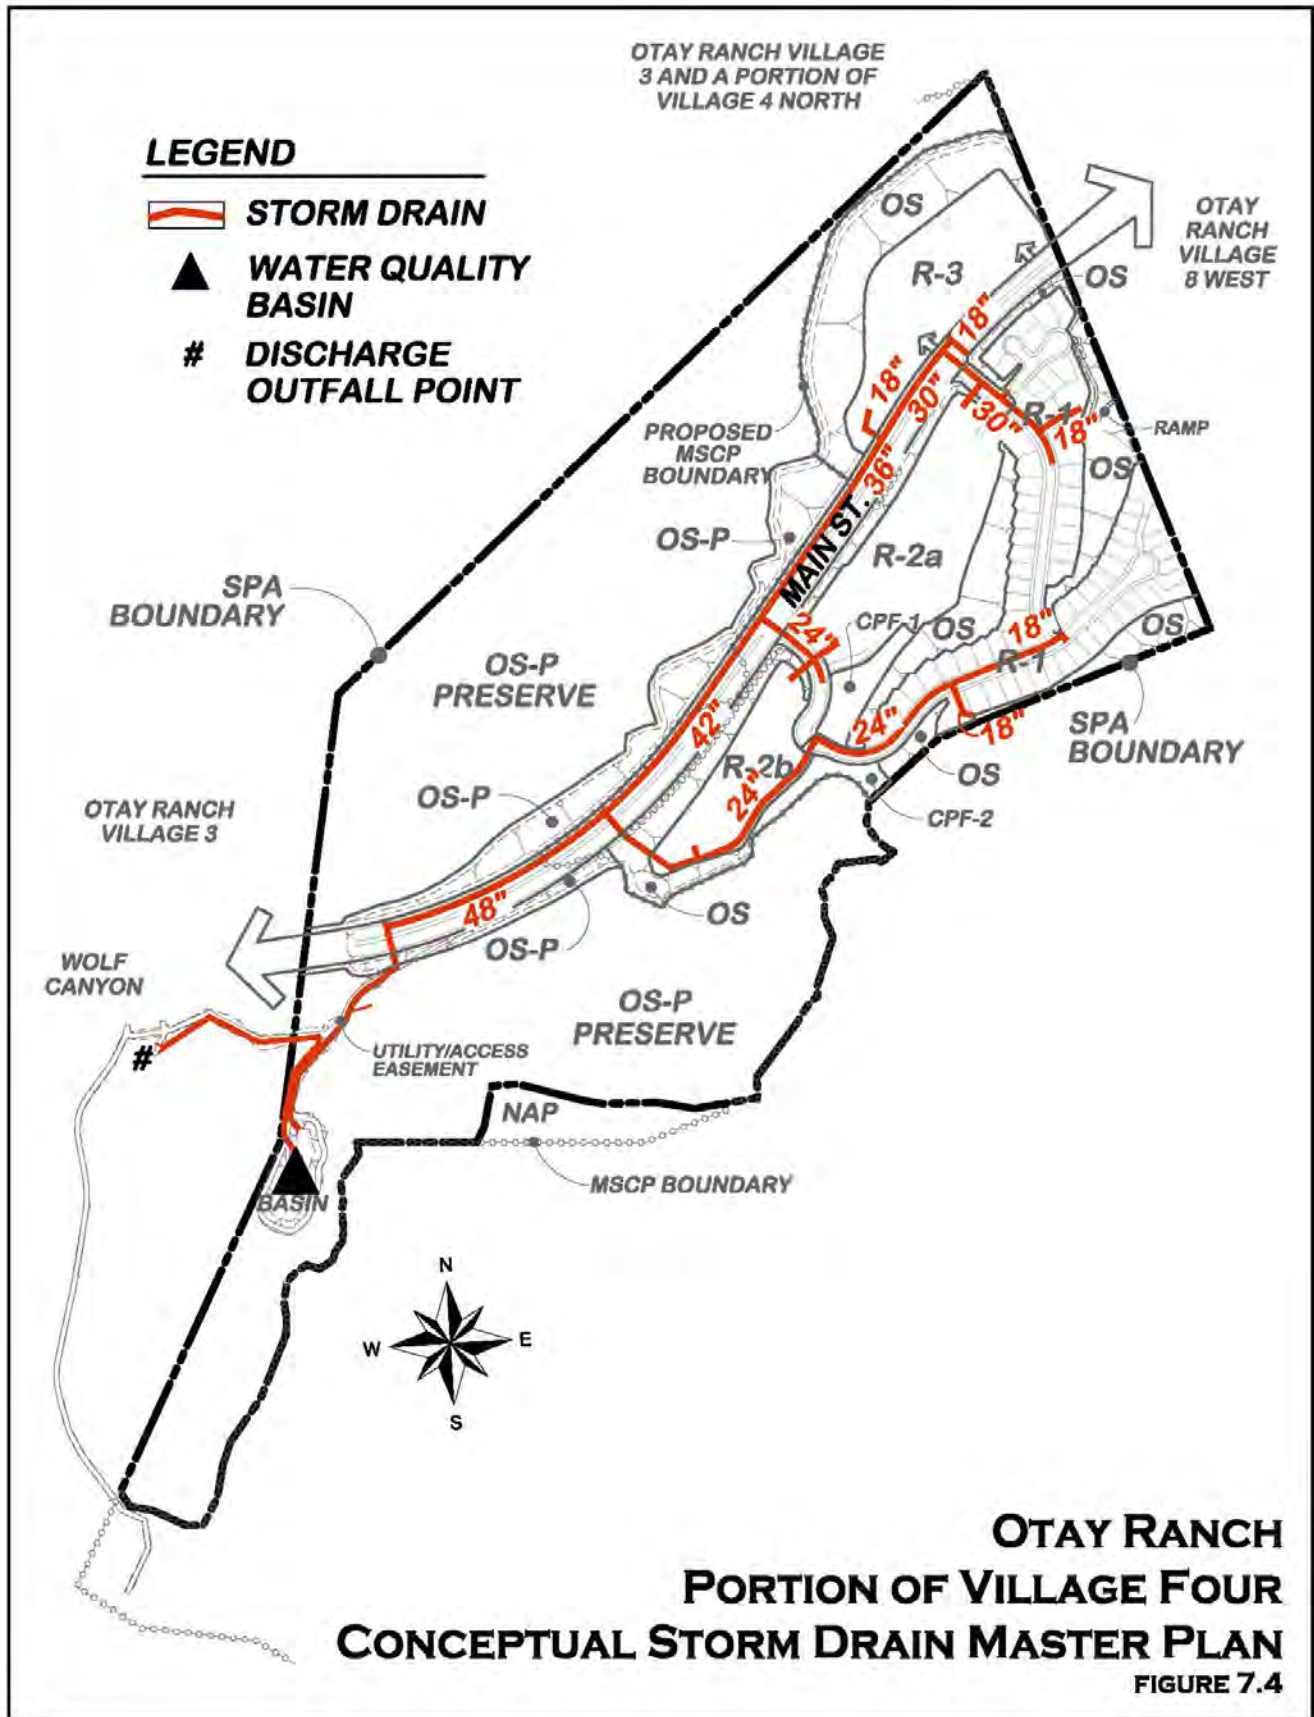 OTAY RANCH VILLAGE
3 AND A PORTION OF
VILLAGE 4 NORTH
LEGEND
STORM DRAIN
WATER QUALITY
BASIN
# DISCHARGE
OUTFALL POINT
OTAY
RANCH
VILLAGE
8 WEST
OS
R-3
OS
18"
18"
30"
30"
R-1
18"
RAMP
PROPOSED
MSCP
BOUNDARY
36"
OS
OS-P
MAIN ST.
R-2a
SPA
BOUNDARY
24"
CPF-1
OS
18"
OS
R-1
OS-P
PRESERVE
42"
24"
18"
SPA
BOUNDARY
R-2b
24"
OS
CPF-2
OTAY RANCH
VILLAGE 3
OS-P
48"
OS
OS-P
WOLF
CANYON
OS-P
PRESERVE
#
UTILITY/ACCESS
EASEMENT
NAP
MSCP BOUNDARY
BASIN
N
W
E
S
OTAY RANCH
PORTION OF VILLAGE FOUR
CONCEPTUAL STORM DRAIN MASTER PLAN
FIGURE 7.4